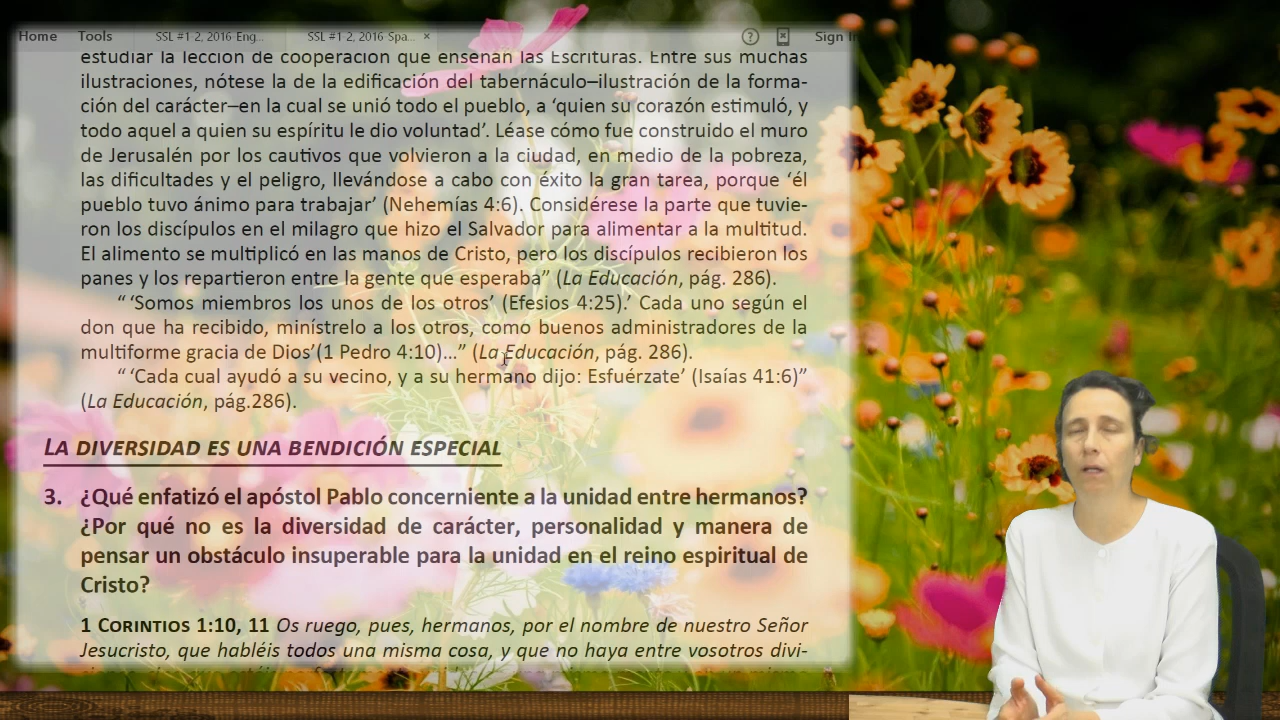 Home Tools SSL #1-2, 2016-Eng... SSL #1-2, 2016-Spa... × ? Sign In
estudiar la lección de cooperación que enseñan las Escrituras. Entre sus muchas
ilustraciones, nótese la de la edificación del tabernáculo–ilustración de la forma-
ción del carácter–en la cual se unió todo el pueblo, a ‘quien su corazón estimuló, y
todo aquel a quien su espíritu le dio voluntad’. Léase cómo fue construido el muro
de Jerusalén por los cautivos que volvieron a la ciudad, en medio de la pobreza,
las dificultades y el peligro, llevándose a cabo con éxito la gran tarea, porque ‘él
pueblo tuvo ánimo para trabajar’ (Nehemías 4:6). Considérese la parte que tuvie-
ron los discípulos en el milagro que hizo el Salvador para alimentar a la multitud.
El alimento se multiplicó en las manos de Cristo, pero los discípulos recibieron los
panes y los repartieron entre la gente que esperaba” (La Educación, pág. 286).
“ ‘Somos miembros los unos de los otros’ (Efesios 4:25).’ Cada uno según el
don que ha recibido, minístrelo a los otros, como buenos administradores de la
multiforme gracia de Dios’(1 Pedro 4:10)...” (La Educación, pág. 286).
“ ‘Cada cual ayudó a su vecino, y a su hermano dijo: Esfuérzate’ (Isaías 41:6)”
(La Educación, pág.286).
LA DIVERSIDAD ES UNA BENDICIÓN ESPECIAL
3. ¿Qué enfatizó el apóstol Pablo concerniente a la unidad entre hermanos?
¿Por qué no es la diversidad de carácter, personalidad y manera de
pensar un obstáculo insuperable para la unidad en el reino espiritual de
Cristo?
1 CORINTIOS 1:10, 11 Os ruego, pues, hermanos, por el nombre de nuestro Señor
Jesucristo, que habléis todos una misma cosa, y que no haya entre vosotros divi-